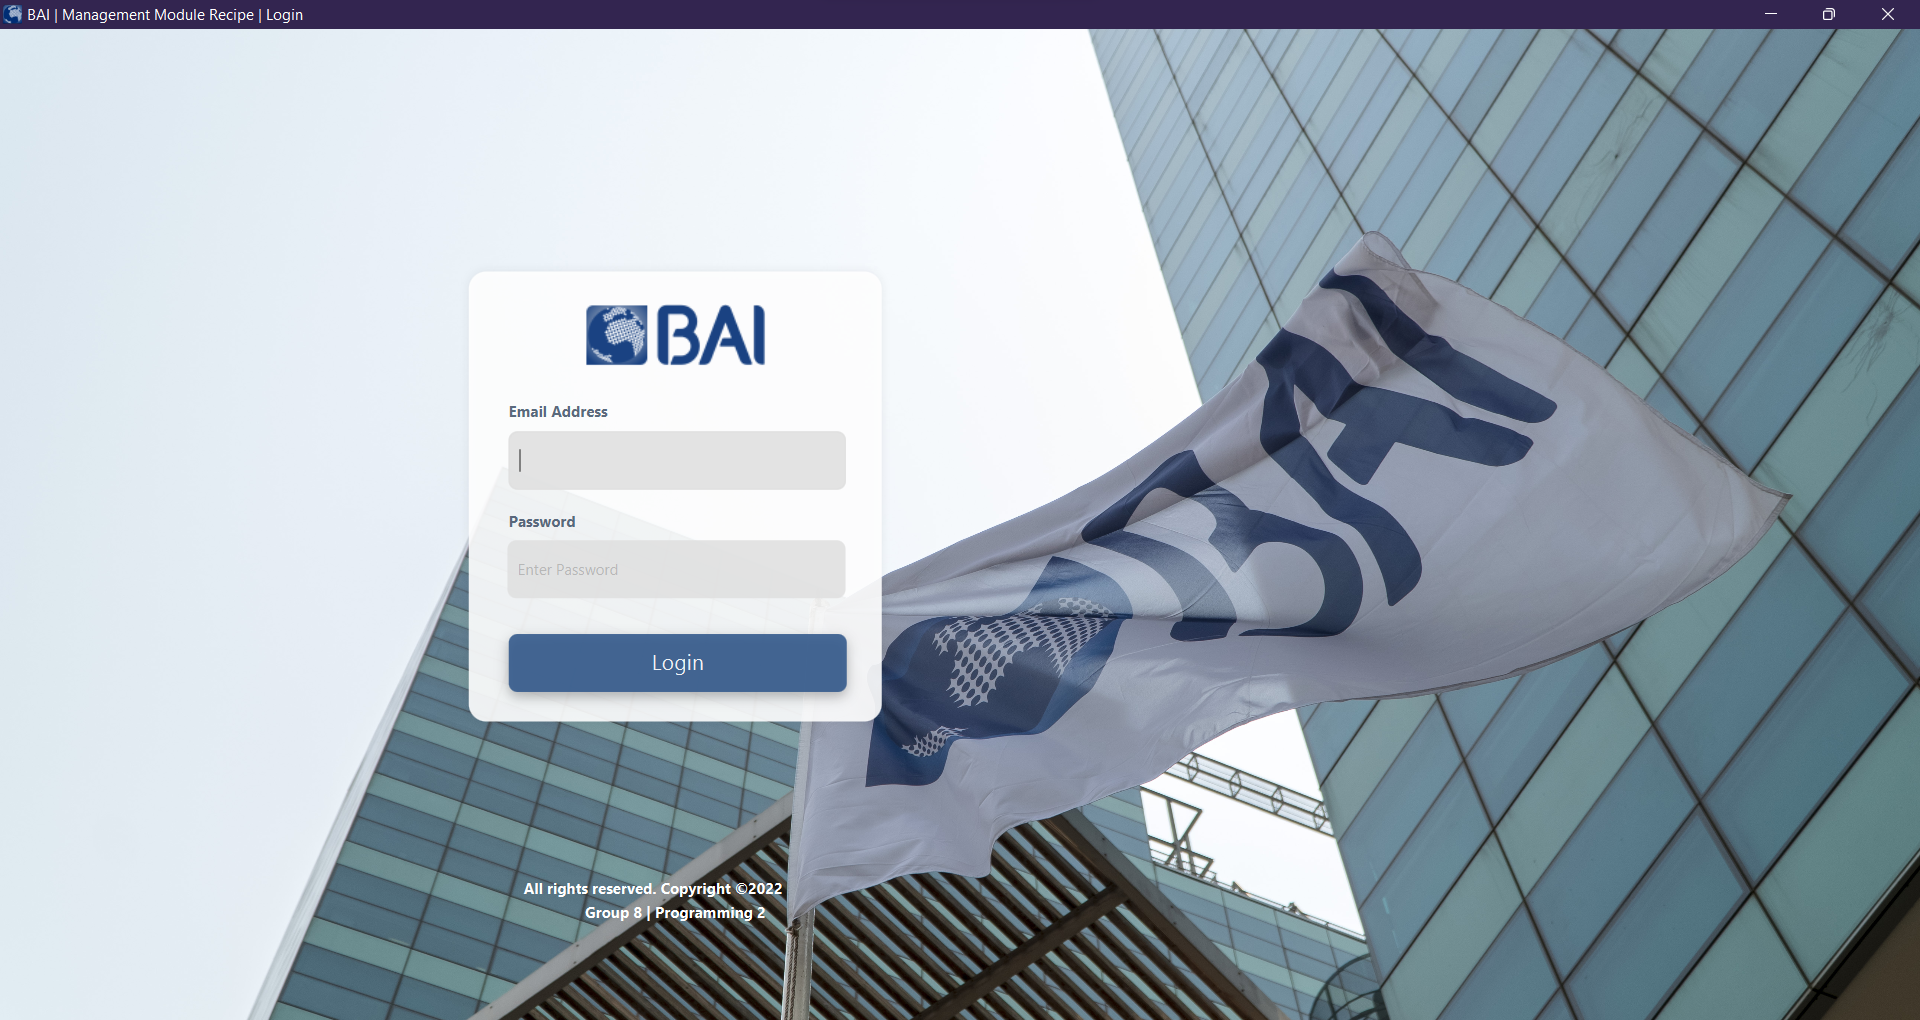 BAI | Management Module Recipe | Login
BAI
Email Address
Password
Enter Password
Login
BAI
All rights reserved. Copyright ©2022
Group 8 | Programming 2